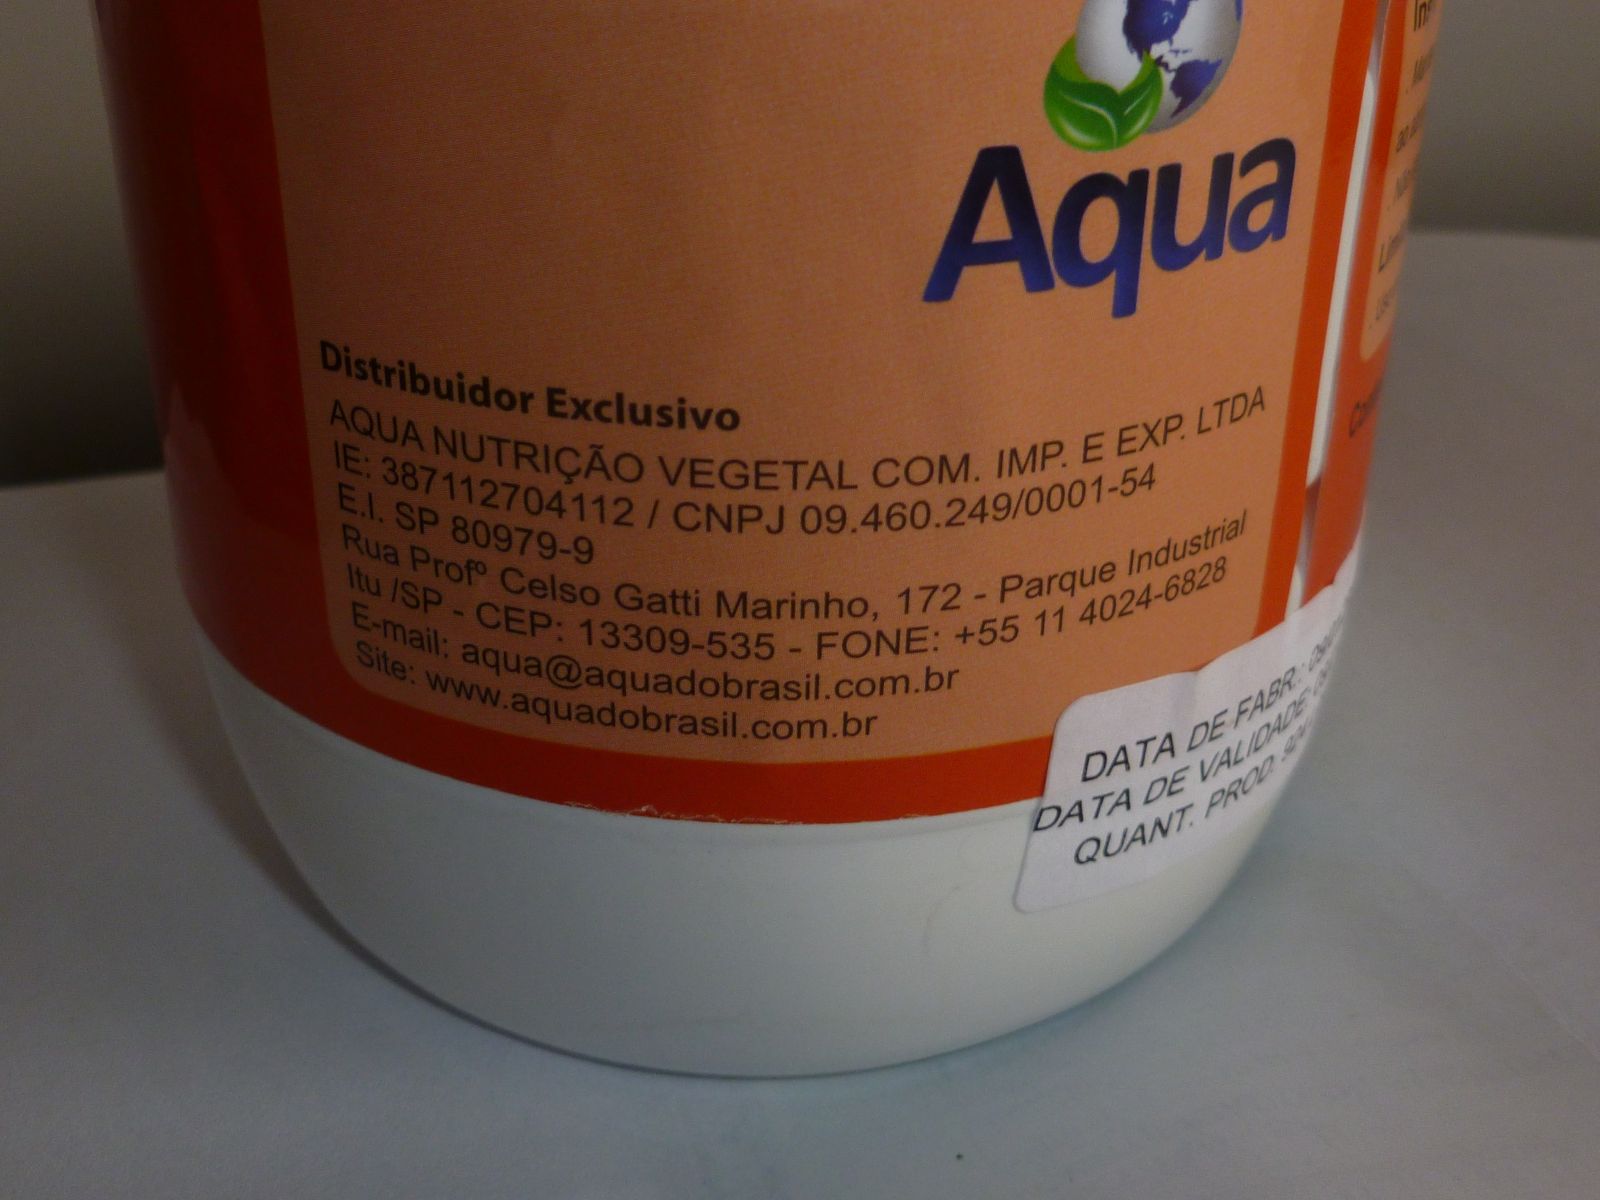 Aqua
Distribuidor Exclusivo
AQUA NUTRIÇÃO VEGETAL COM. IMP. E EXP. LTDA
IE: 387112704112 / CNPJ 09.460.249/0001-54
E.I. SP 80979-9
Rua Profº Celso Gatti Marinho, 172 - Parque Industrial
Itu /SP - CEP: 13309-535 - FONE: +55 11 4024-6828
E-mail: aqua@aquadobrasil.com.br
Site: www.aquadobrasil.com.br
DATA DE FABR.:
DATA DE VALIDADE:
QUANT. PROD: